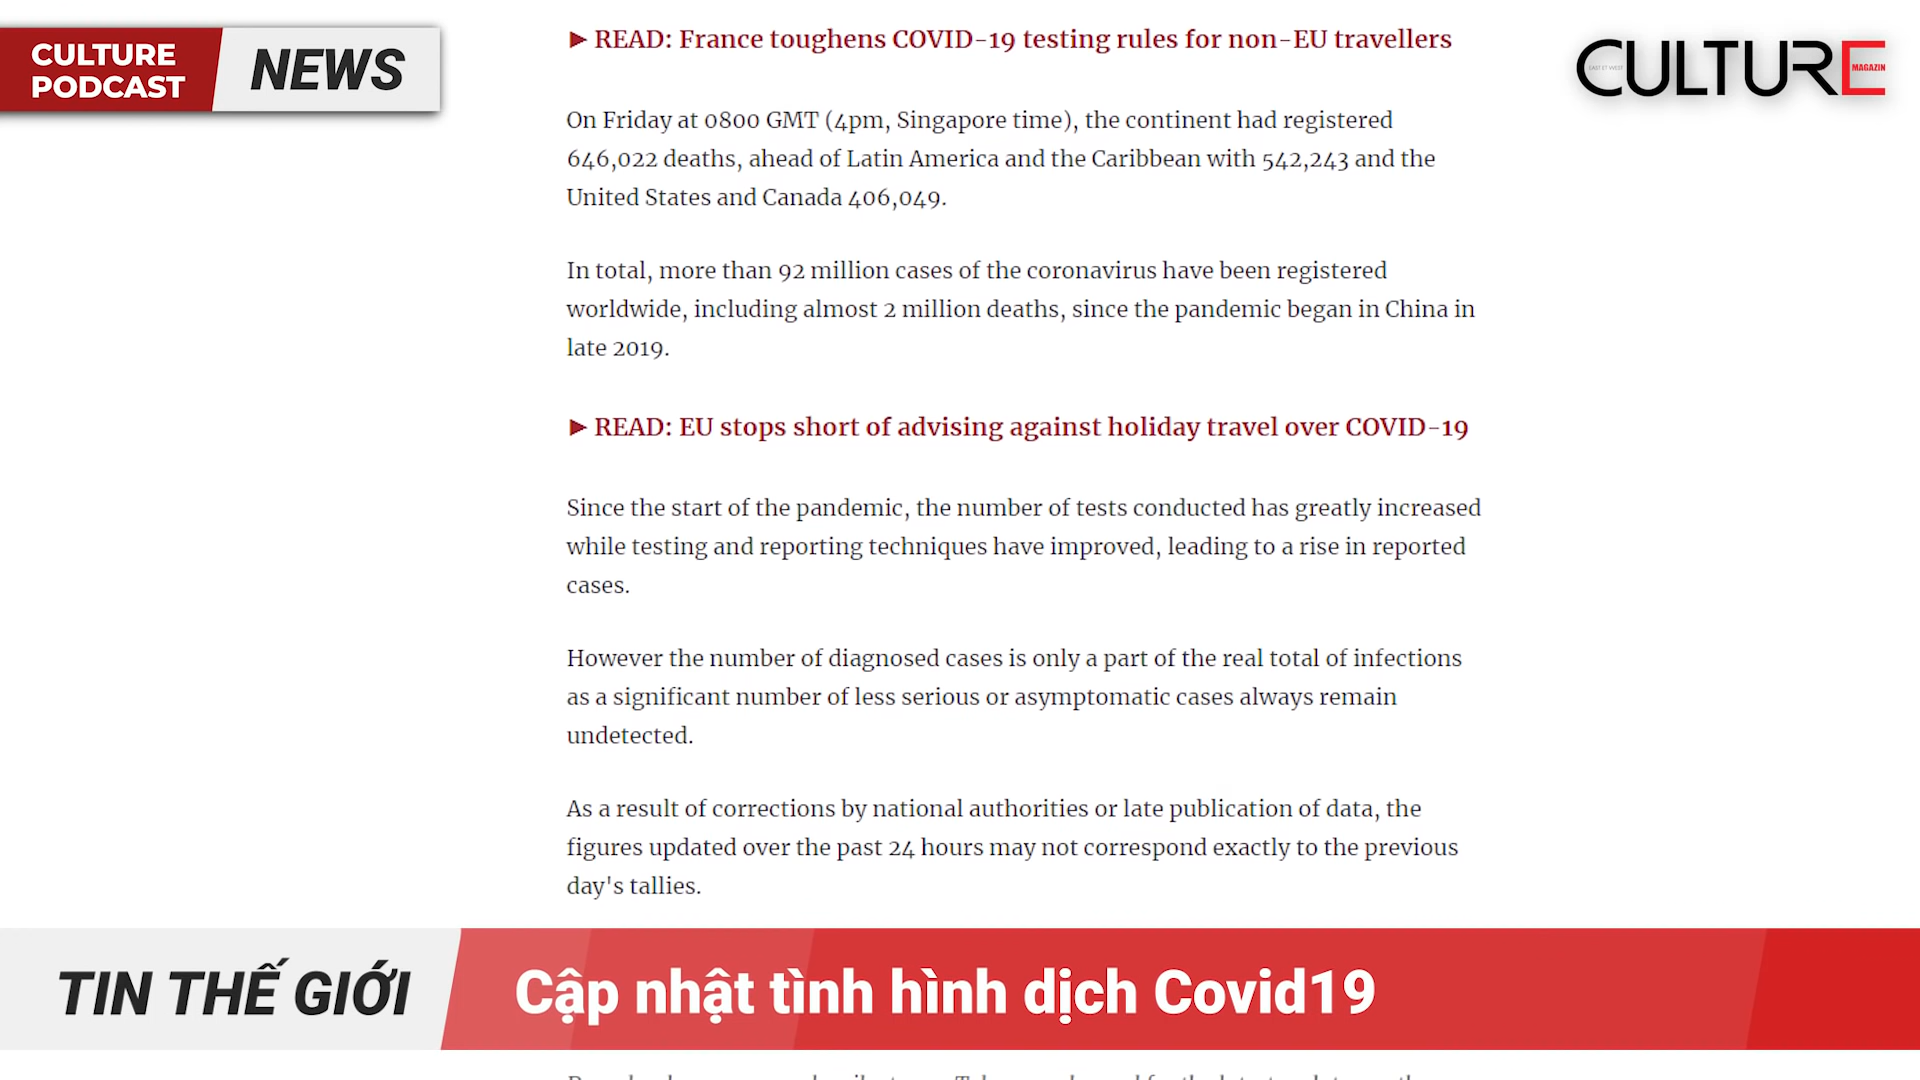 CULTURE
PODCAST
NEWS
CULTURE
EAST ET WEST
MAGAZIN
► READ: France toughens COVID-19 testing rules for non-EU travellers
On Friday at 0800 GMT (4pm, Singapore time), the continent had registered
646,022 deaths, ahead of Latin America and the Caribbean with 542,243 and the
United States and Canada 406,049.
In total, more than 92 million cases of the coronavirus have been registered
worldwide, including almost 2 million deaths, since the pandemic began in China in
late 2019.
► READ: EU stops short of advising against holiday travel over COVID-19
Since the start of the pandemic, the number of tests conducted has greatly increased
while testing and reporting techniques have improved, leading to a rise in reported
cases.
However the number of diagnosed cases is only a part of the real total of infections
as a significant number of less serious or asymptomatic cases always remain
undetected.
As a result of corrections by national authorities or late publication of data, the
figures updated over the past 24 hours may not correspond exactly to the previous
day's tallies.
TIN THẾ GIỚI
Cập nhật tình hình dịch Covid19